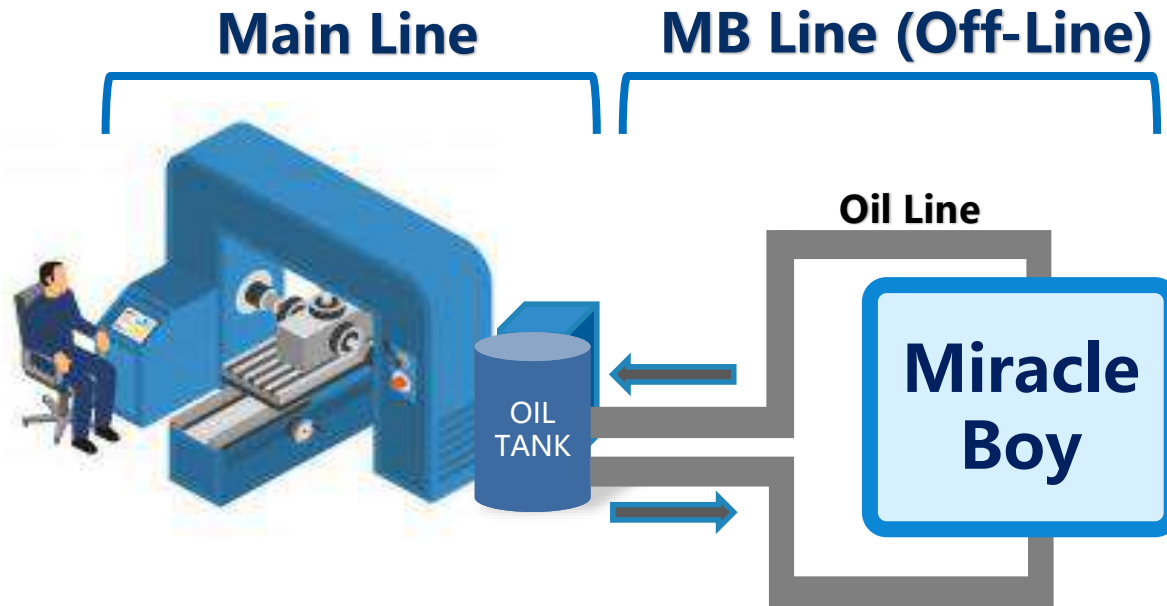 Main Line
MB Line (Off-Line)
Oil Line
Miracle
Boy
OIL
TANK